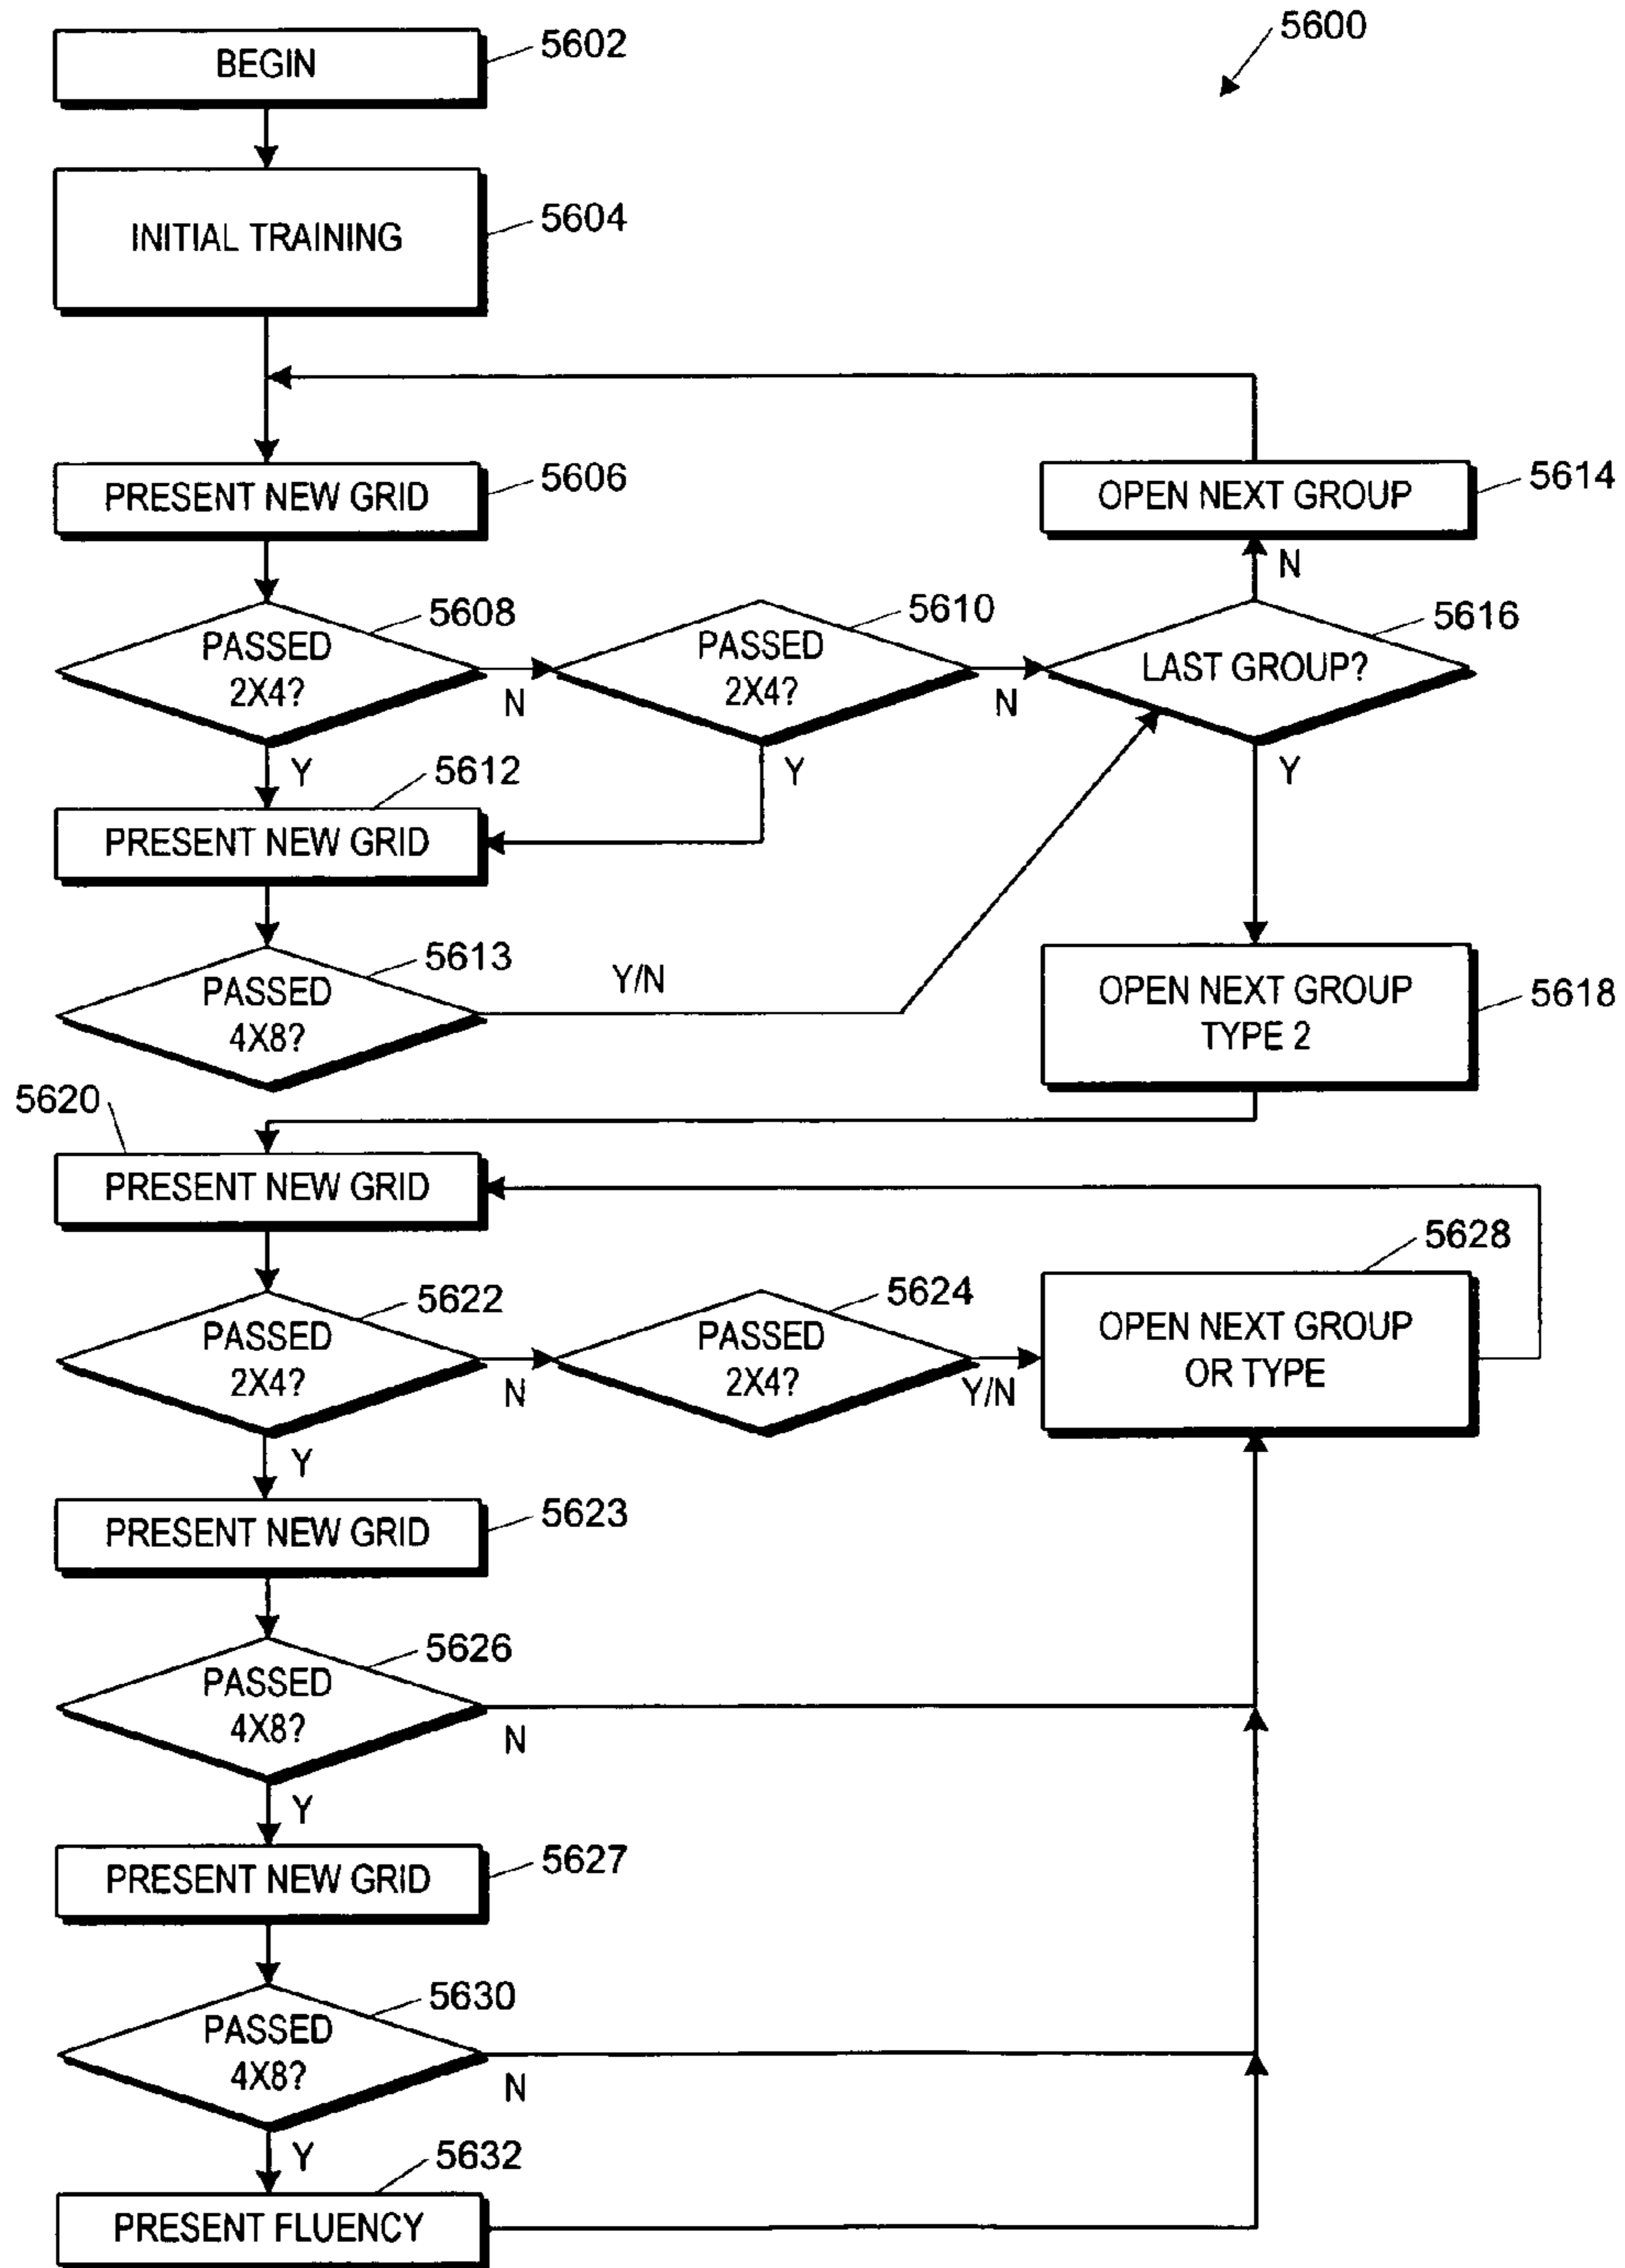 5600
BEGIN
5602
INITIAL TRAINING
5604
PRESENT NEW GRID
5606
OPEN NEXT GROUP
5614
N
PASSED
2X4?
5608
N
PASSED
2X4?
5610
N
LAST GROUP?
5616
Y
Y
Y
5612
PRESENT NEW GRID
PASSED
4X8?
5613
Y/N
OPEN NEXT GROUP
TYPE 2
5618
5620
PRESENT NEW GRID
PASSED
2X4?
5622
N
PASSED
2X4?
5624
Y/N
OPEN NEXT GROUP
OR TYPE
5628
Y
PRESENT NEW GRID
5623
PASSED
4X8?
5626
N
Y
PRESENT NEW GRID
5627
PASSED
4X8?
5630
N
Y
5632
PRESENT FLUENCY